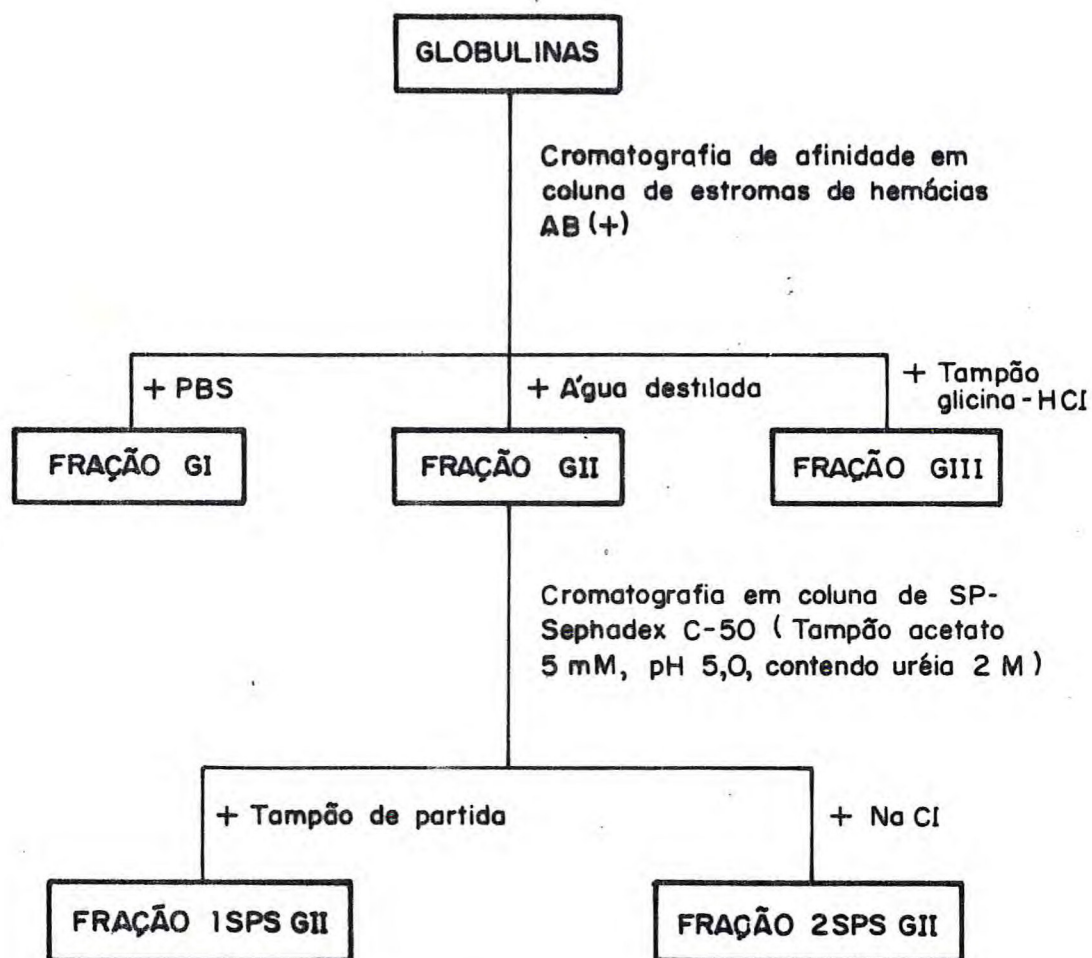 GLOBULINAS
Cromatografia de afinidade em
coluna de estromas de hemácias
AB (+)
+ PBS
+ Água destilada
+ Tampão
glicina-HCl
FRAÇÃO GI
FRAÇÃO GII
FRAÇÃO GIII
Cromatografia em coluna de SP-
Sephadex C-50 (Tampão acetato
5 mM, pH 5,0, contendo uréia 2 M)
+ Tampão de partida
+ Na Cl
FRAÇÃO 1SPS GII
FRAÇÃO 2SPS GII